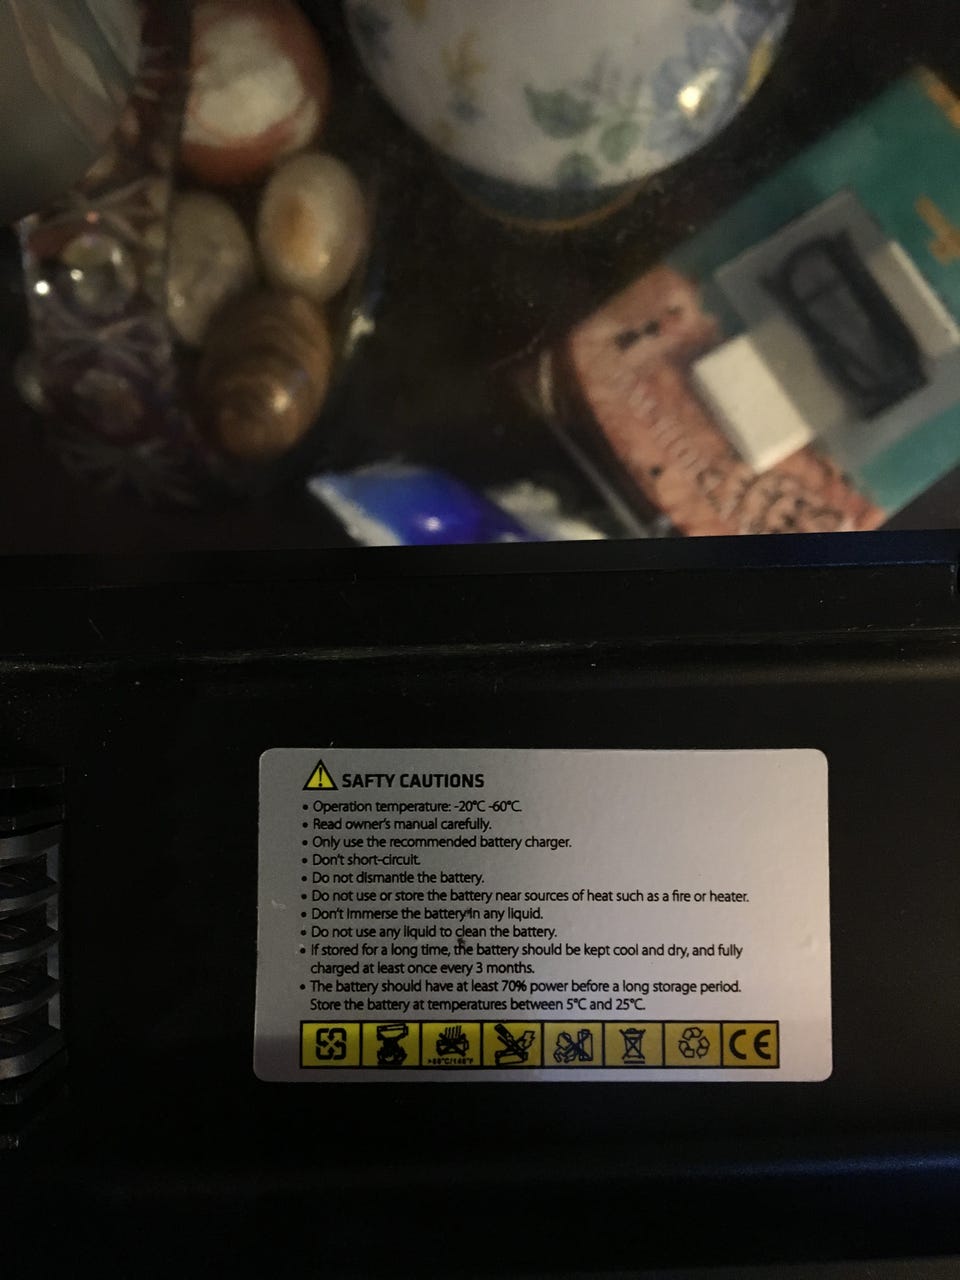 SAFTY CAUTIONS
• Operation temperature: -20°C -60°C.
• Read owner's manual carefully.
• Only use the recommended battery charger.
• Don't short-circuit.
• Do not dismantle the battery.
• Do not use or store the battery near sources of heat such as a fire or heater.
• Don't Immerse the battery in any liquid.
• Do not use any liquid to clean the battery.
• If stored for a long time, the battery should be kept cool and dry, and fully
charged at least once every 3 months.
• The battery should have at least 70% power before a long storage period.
Store the battery at temperatures between 5°C and 25°C.
>60°C/140°F
CE